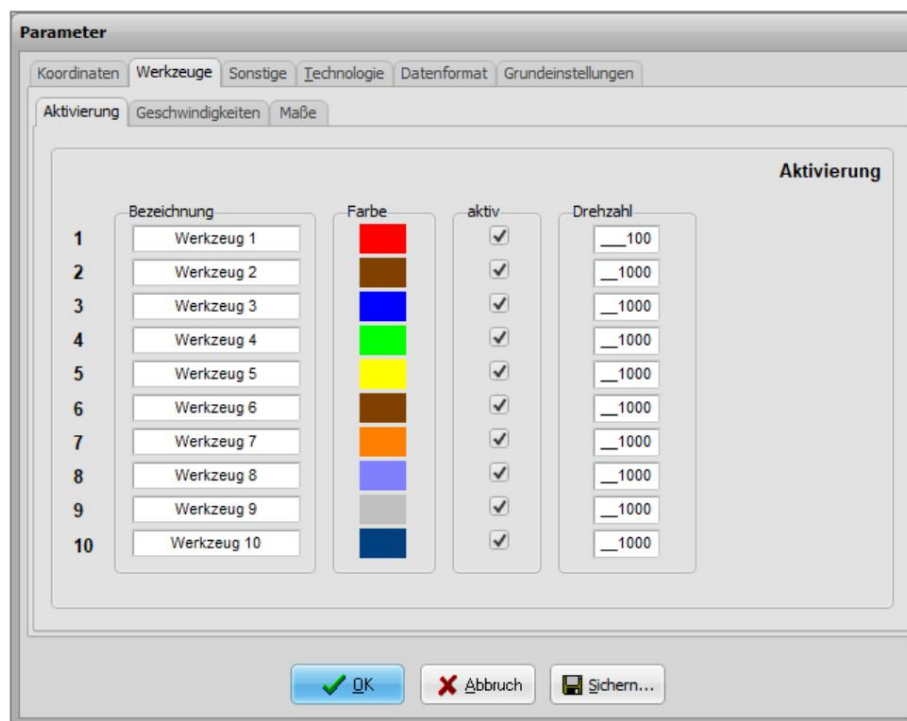 Parameter
Koordinaten Werkzeuge Sonstige Technologie Datenformat Grundeinstellungen
Aktivierung Geschwindigkeiten Maße
Aktivierung
Bezeichnung Farbe aktiv Drehzahl
1 Werkzeug 1 ___100
2 Werkzeug 2 __1000
3 Werkzeug 3 __1000
4 Werkzeug 4 __1000
5 Werkzeug 5 __1000
6 Werkzeug 6 __1000
7 Werkzeug 7 __1000
8 Werkzeug 8 __1000
9 Werkzeug 9 __1000
10 Werkzeug 10 __1000
OK Abbruch Sichern...